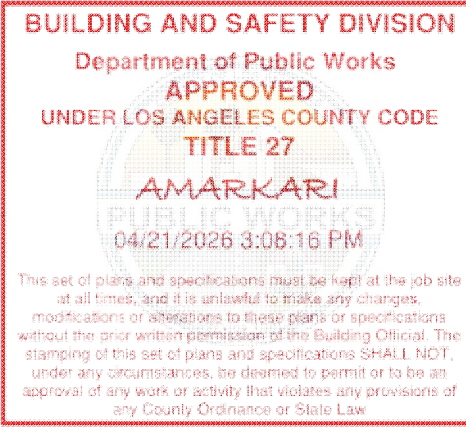 BUILDING AND SAFETY DIVISION
Department of Public Works
APPROVED
UNDER LOS ANGELES COUNTY CODE
TITLE 27
AMARKARI
PUBLIC WORKS
04/21/2026 3:06:16 PM
This set of plans and specifications must be kept at the job site
at all times, and it is unlawful to make any changes,
modifications or alterations to these plans or specifications
without the prior written permission of the Building Official. The
stamping of this set of plans and specifications SHALL NOT,
under any circumstances, be deemed to permit or to be an
approval of any work or activity that violates any provisions of
any County Ordinance or State Law